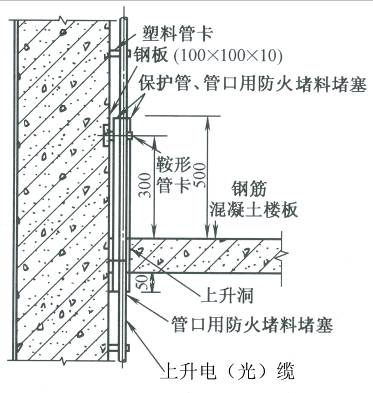 塑料管卡
钢板(100×100×10)
保护管、管口用防火堵料堵塞
鞍形
管卡
300
500
钢筋
混凝土楼板
上升洞
50
管口用防火堵料堵塞
上升电（光）缆